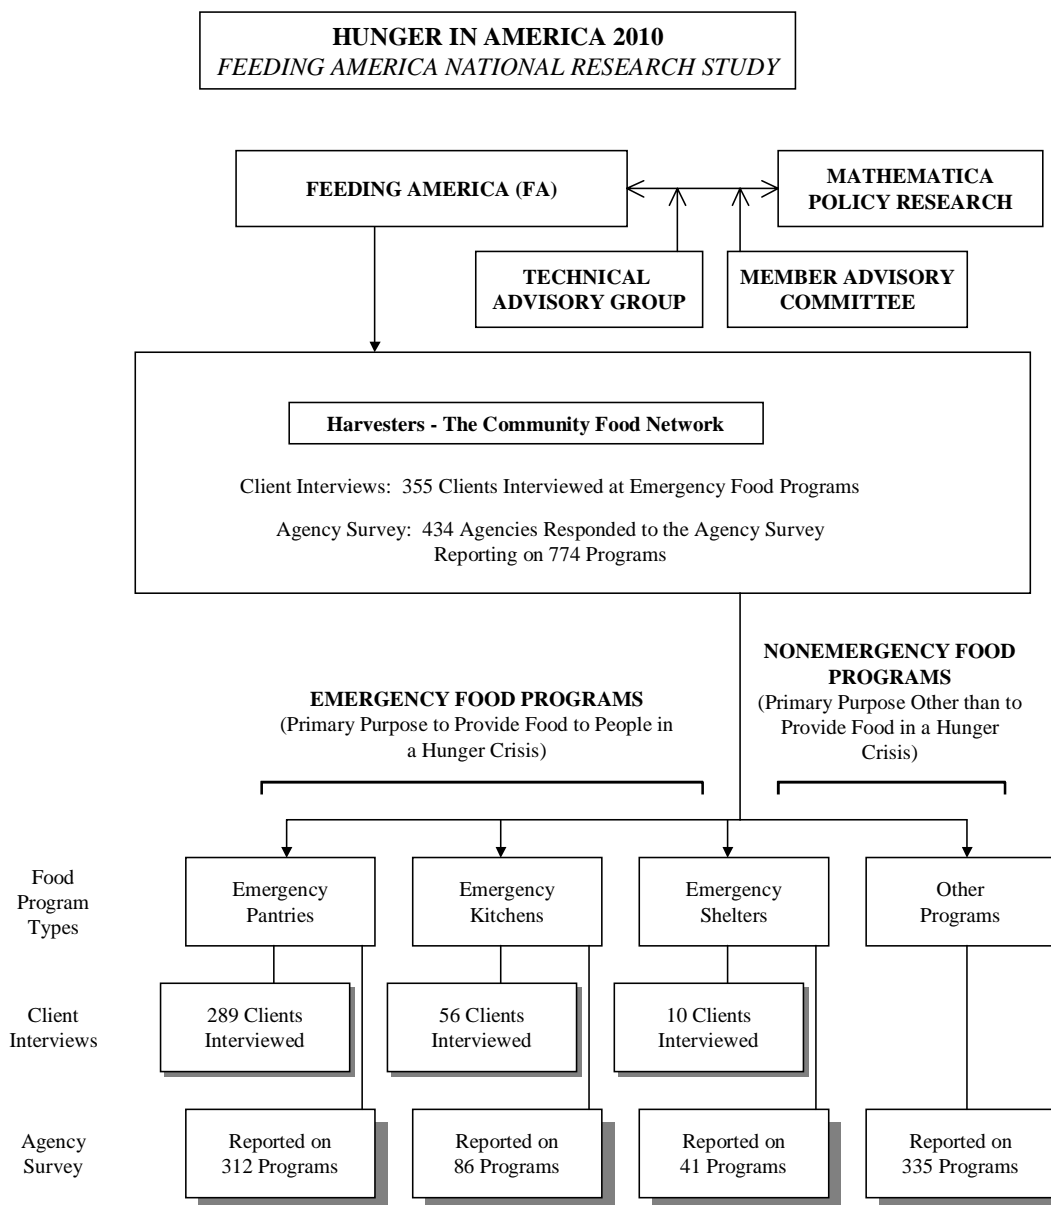 HUNGER IN AMERICA 2010
FEEDING AMERICA NATIONAL RESEARCH STUDY
FEEDING AMERICA (FA)
MATHEMATICA
POLICY RESEARCH
TECHNICAL
ADVISORY GROUP
MEMBER ADVISORY
COMMITTEE
Harvesters - The Community Food Network
Client Interviews:  355 Clients Interviewed at Emergency Food Programs
Agency Survey:  434 Agencies Responded to the Agency Survey
Reporting on 774 Programs
EMERGENCY FOOD PROGRAMS
(Primary Purpose to Provide Food to People in
a Hunger Crisis)
NONEMERGENCY FOOD
PROGRAMS
(Primary Purpose Other than to
Provide Food in a Hunger
Crisis)
Food
Program
Types
Emergency
Pantries
Emergency
Kitchens
Emergency
Shelters
Other
Programs
Client
Interviews
289 Clients
Interviewed
56 Clients
Interviewed
10 Clients
Interviewed
Agency
Survey
Reported on
312 Programs
Reported on
86 Programs
Reported on
41 Programs
Reported on
335 Programs